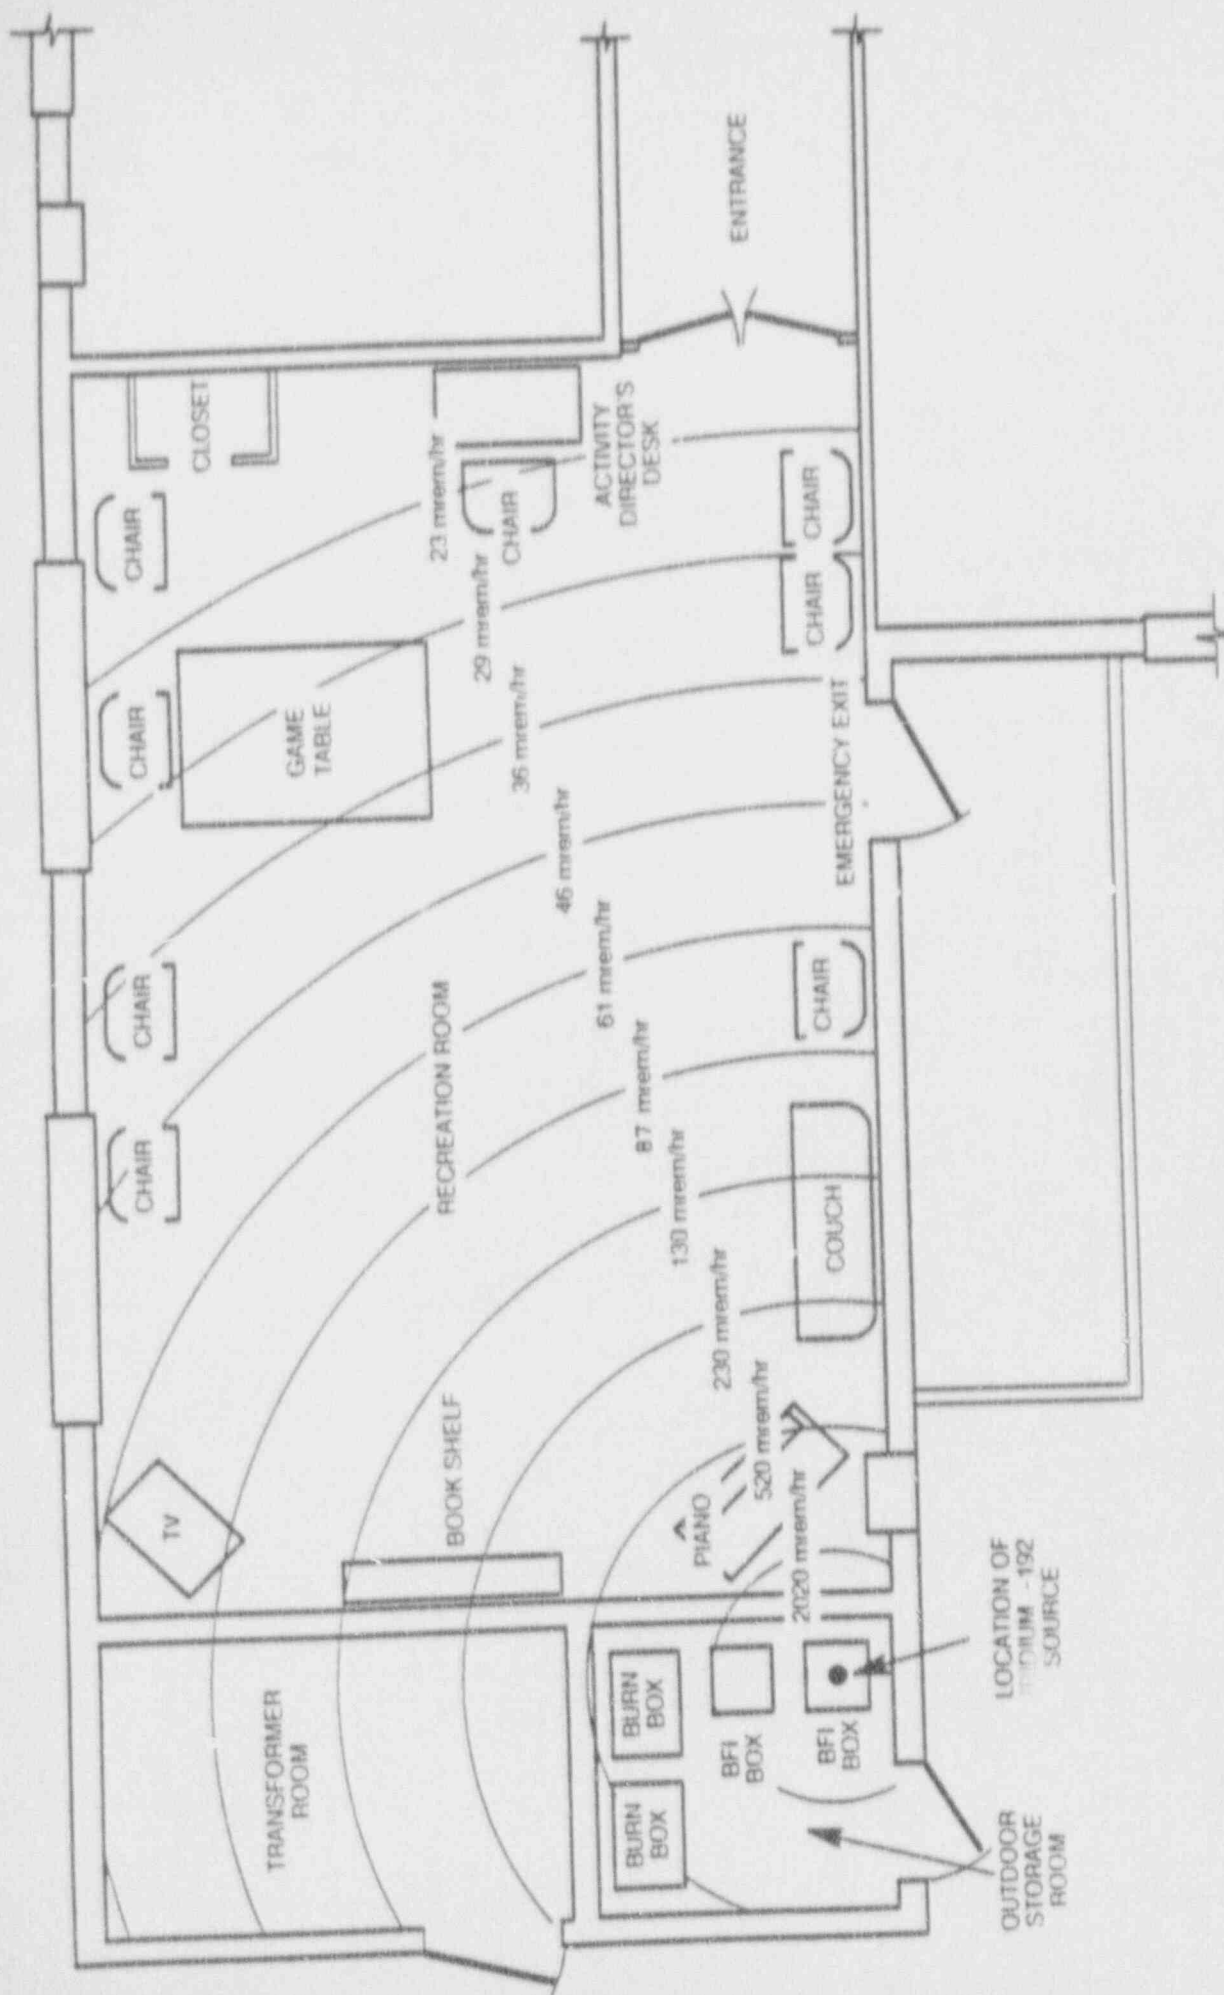 CHAIR
CHAIR
CHAIR
CHAIR
TV
CLOSET
TRANSFORMER
ROOM
GAME
TABLE
BOOK SHELF
RECREATION ROOM
23 mrem/hr
29 mrem/hr
CHAIR
36 mrem/hr
46 mrem/hr
61 mrem/hr
87 mrem/hr
130 mrem/hr
230 mrem/hr
520 mrem/hr
2020 mrem/hr
ACTIVITY
DIRECTOR'S
DESK
ENTRANCE
BURN
BOX
BURN
BOX
PIANO
BFI
BOX
BFI
BOX
COUCH
CHAIR
EMERGENCY EXIT
CHAIR
CHAIR
OUTDOOR
STORAGE
ROOM
LOCATION OF
IRIDIUM -192
SOURCE